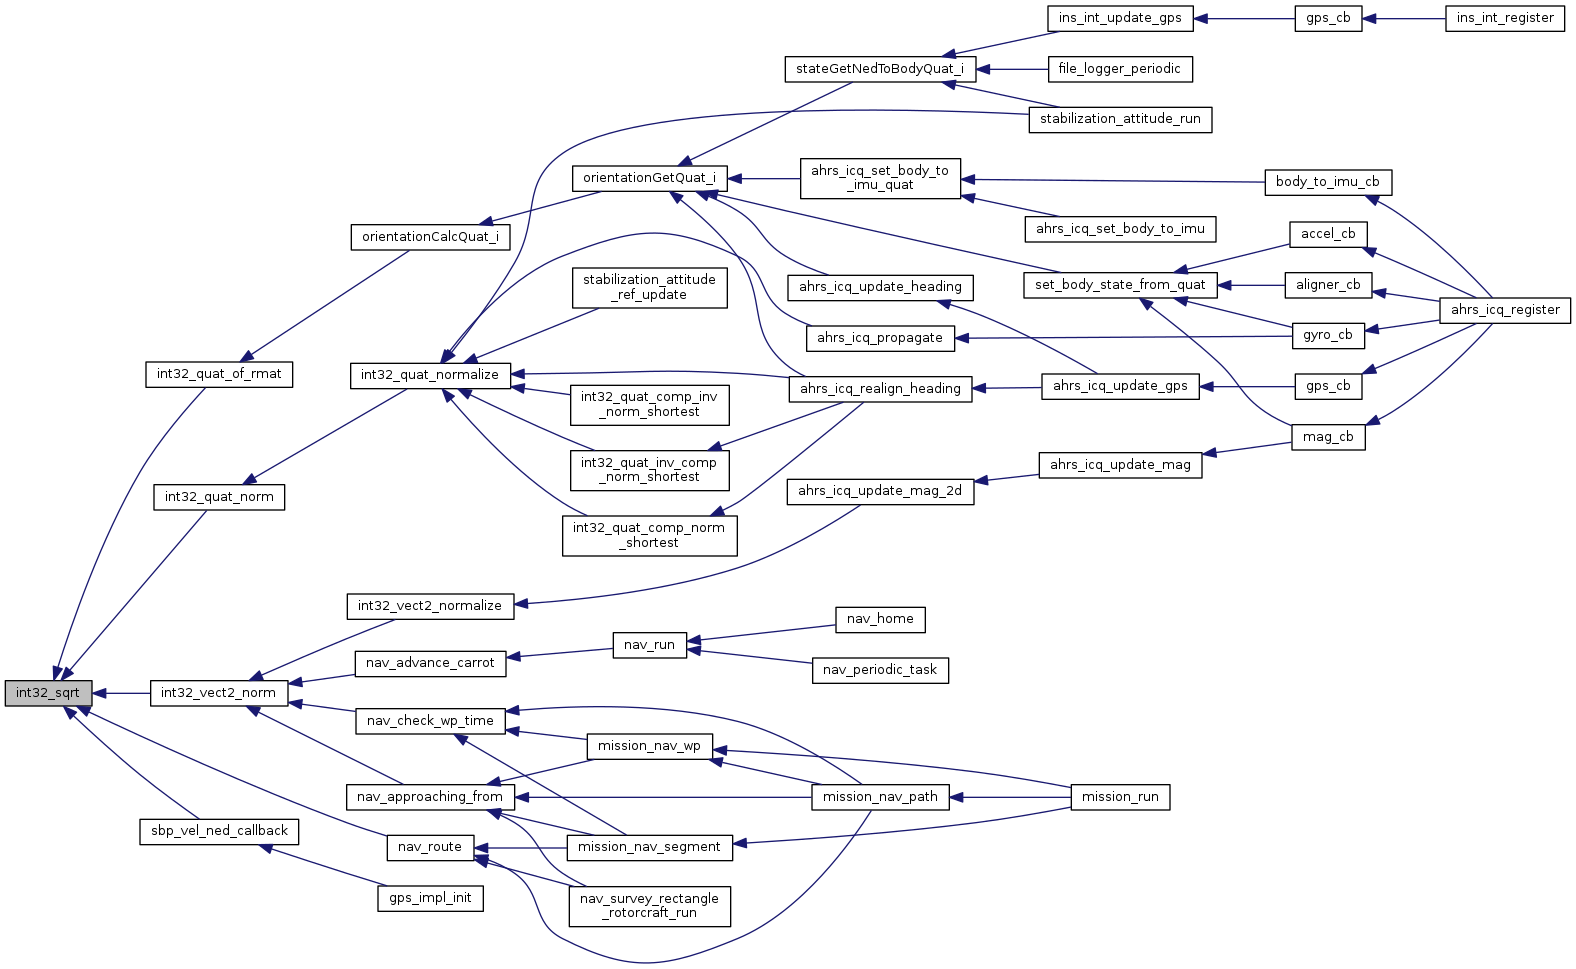 ins_int_update_gps
gps_cb
ins_int_register
stateGetNedToBodyQuat_i
file_logger_periodic
stabilization_attitude_run
orientationGetQuat_i
ahrs_icq_set_body_to
_imu_quat
body_to_imu_cb
ahrs_icq_set_body_to_imu
orientationCalcQuat_i
accel_cb
stabilization_attitude
_ref_update
ahrs_icq_update_heading
set_body_state_from_quat
aligner_cb
ahrs_icq_register
ahrs_icq_propagate
gyro_cb
int32_quat_of_rmat
int32_quat_normalize
int32_quat_comp_inv
_norm_shortest
ahrs_icq_realign_heading
ahrs_icq_update_gps
gps_cb
int32_quat_inv_comp
_norm_shortest
mag_cb
ahrs_icq_update_mag
ahrs_icq_update_mag_2d
int32_quat_norm
int32_quat_comp_norm
_shortest
int32_vect2_normalize
nav_home
nav_run
nav_advance_carrot
nav_periodic_task
int32_sqrt
int32_vect2_norm
nav_check_wp_time
mission_nav_wp
nav_approaching_from
mission_nav_path
mission_run
sbp_vel_ned_callback
nav_route
mission_nav_segment
gps_impl_init
nav_survey_rectangle
_rotorcraft_run